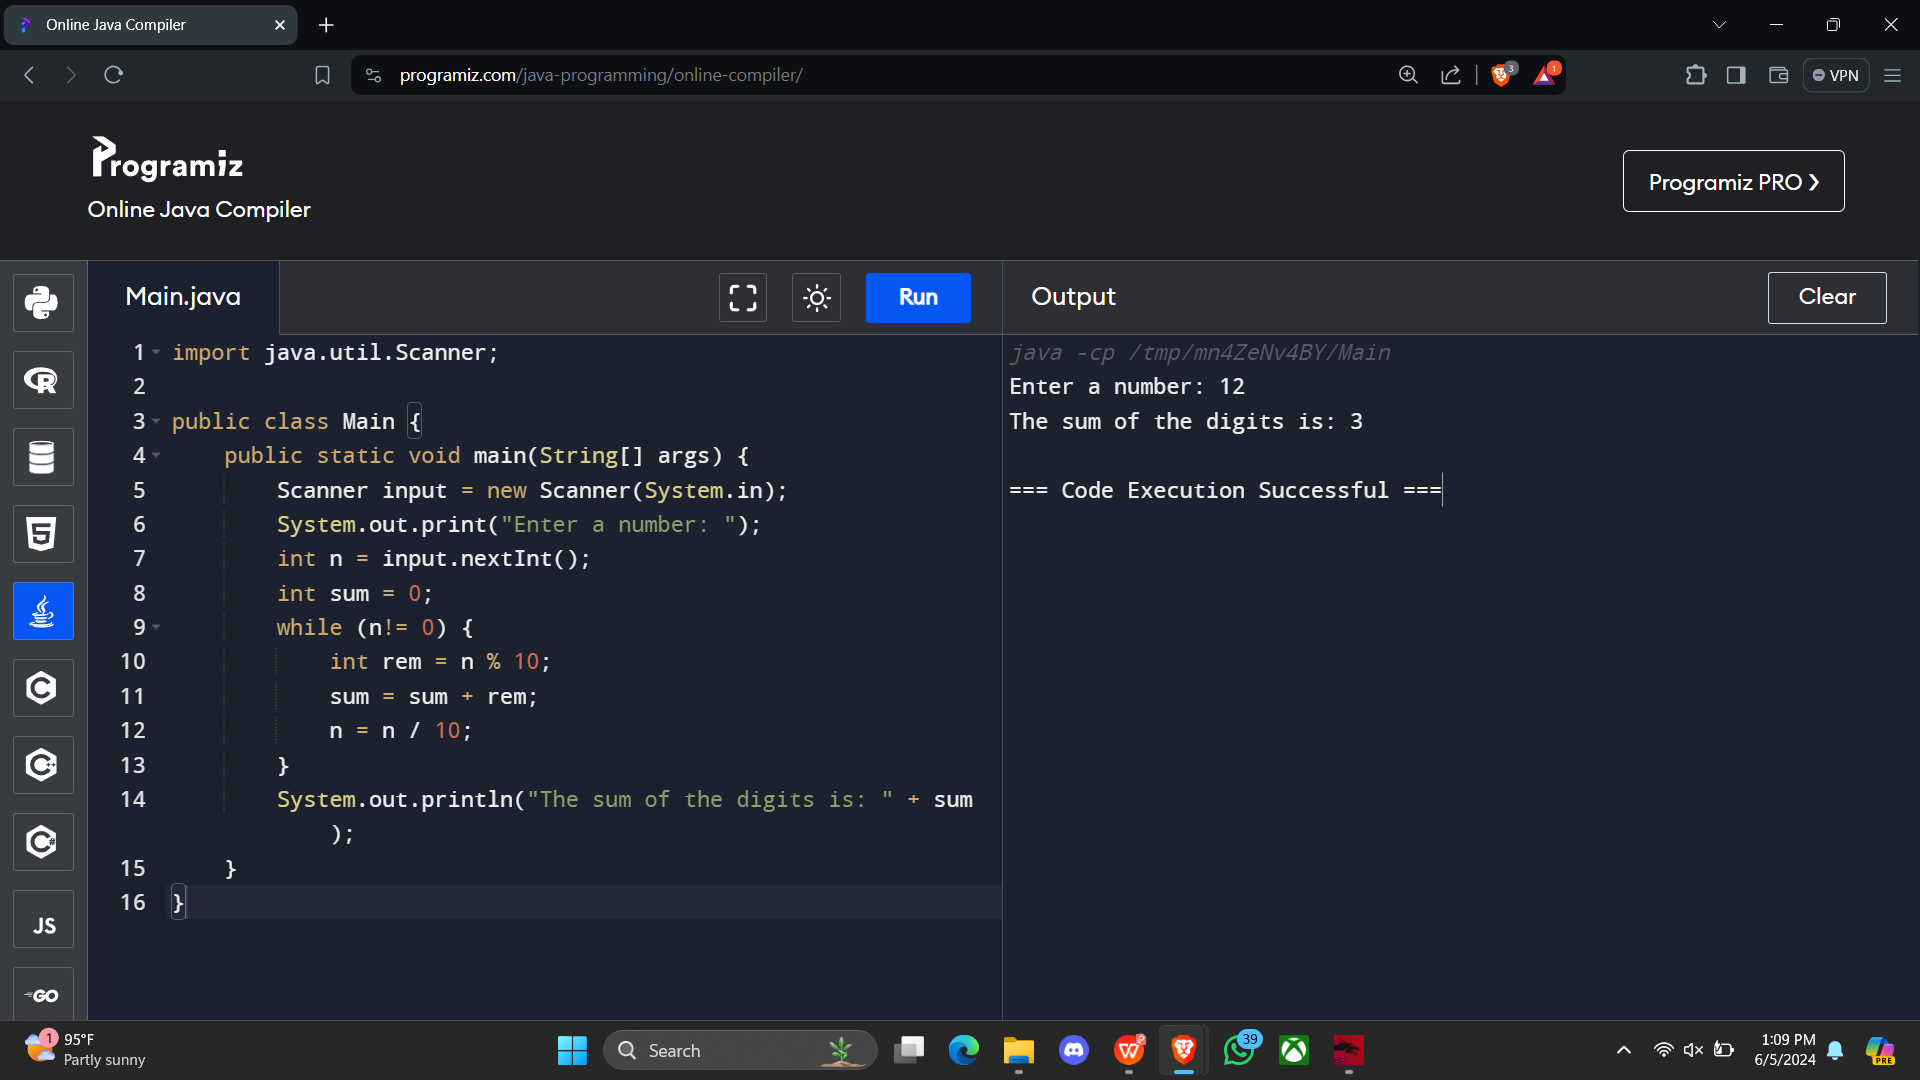 Online Java Compiler
programiz.com/java-programming/online-compiler/
3
1
VPN
Programiz
Online Java Compiler
Programiz PRO ❯
Main.java
Run
Output
Clear
1 import java.util.Scanner;
2
3 public class Main {
4 public static void main(String[] args) {
5 Scanner input = new Scanner(System.in);
6 System.out.print("Enter a number: ");
7 int n = input.nextInt();
8 int sum = 0;
9 while (n!= 0) {
10 int rem = n % 10;
11 sum = sum + rem;
12 n = n / 10;
13 }
14 System.out.println("The sum of the digits is: " + sum
);
15 }
16 }
java -cp /tmp/mn4ZeNv4BY/Main
Enter a number: 12
The sum of the digits is: 3
=== Code Execution Successful ===
R
5
C
C++
C#
JS
GO
1
95°F
Partly sunny
Search
W
39
1:09 PM
6/5/2024
PRE